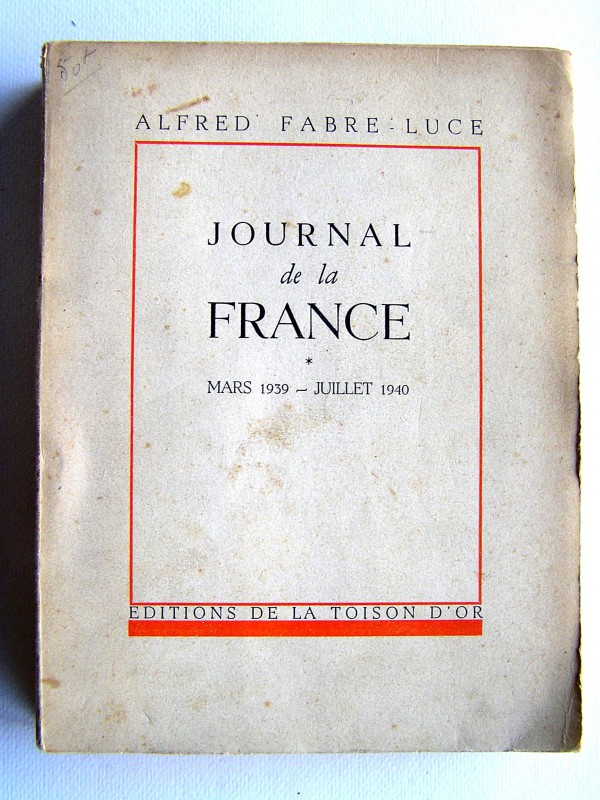 ALFRED FABRE-LUCE
JOURNAL
de la
FRANCE
*
MARS 1939 – JUILLET 1940
EDITIONS DE LA TOISON D'OR